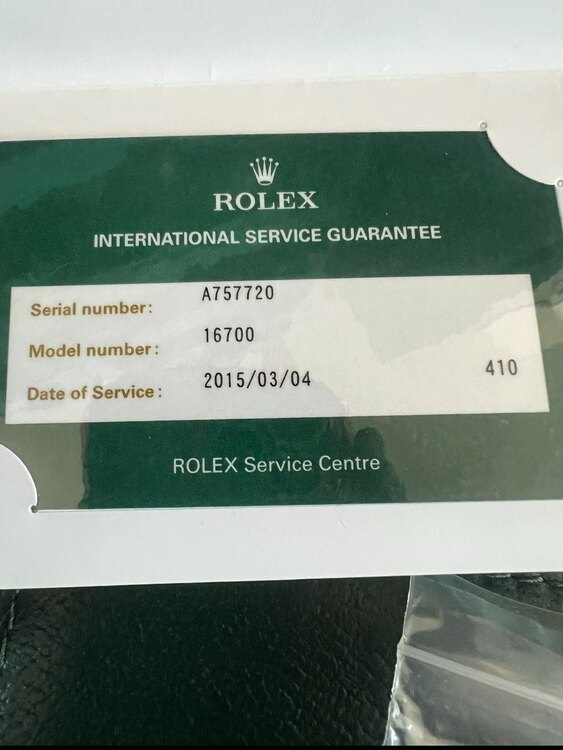 ROLEX
INTERNATIONAL SERVICE GUARANTEE
Serial number: A757720
Model number: 16700
Date of Service: 2015/03/04 410
ROLEX Service Centre